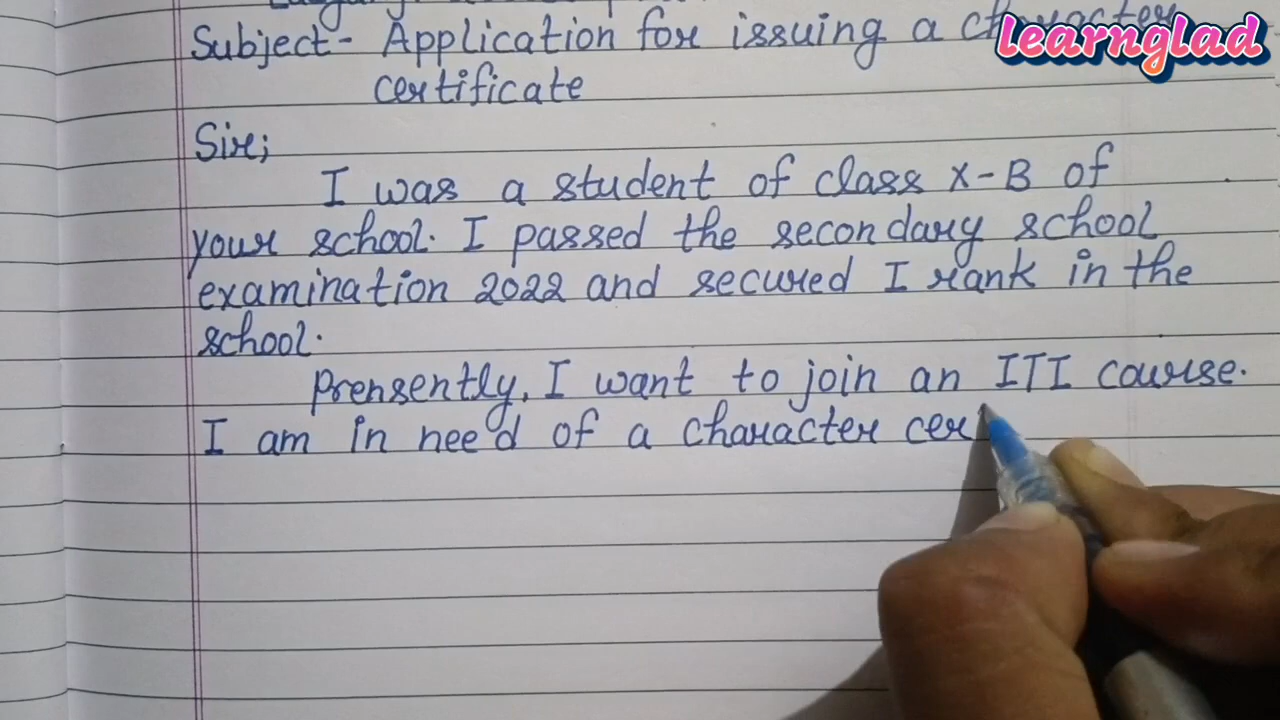 Subject- Application for issuing a character
learnglad
certificate
Sir;
I was a student of class X-B of
your school. I passed the secondary school
examination 2022 and secured I rank in the
school.
Prensently, I want to join an ITI course.
I am in need of a character cer